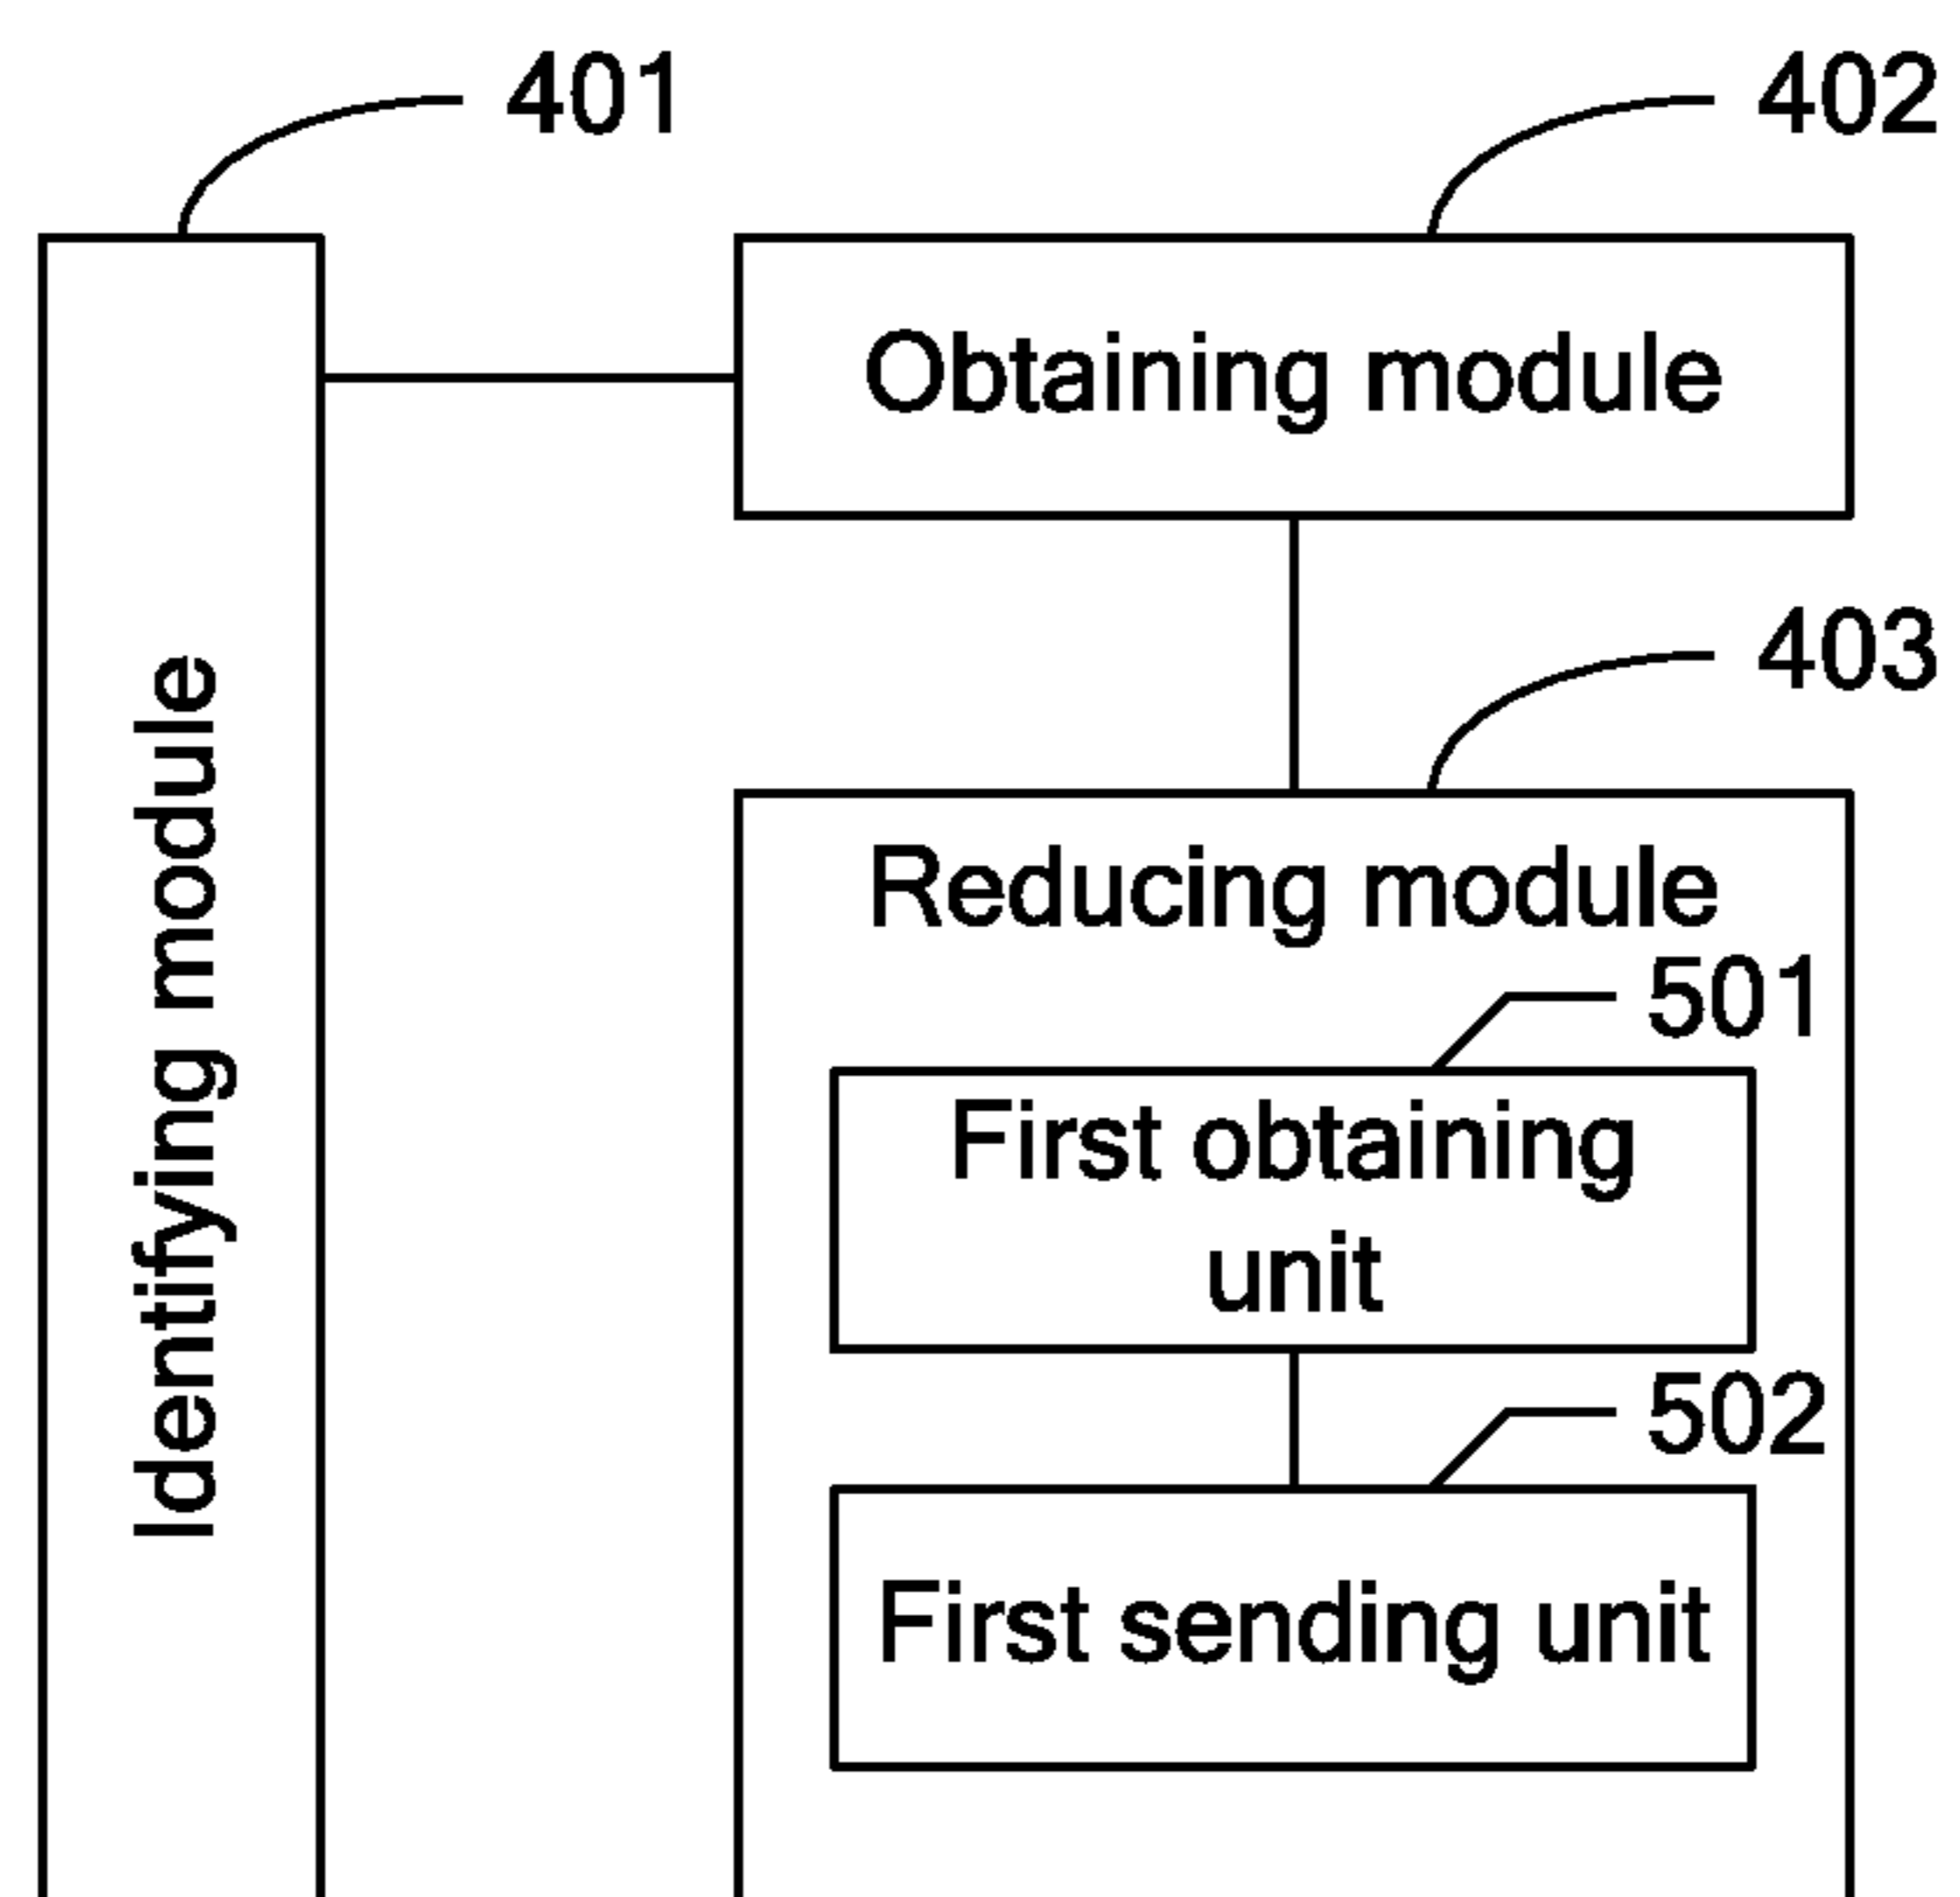 401
402
Obtaining module
403
Identifying module
Reducing module
501
First obtaining
unit
502
First sending unit